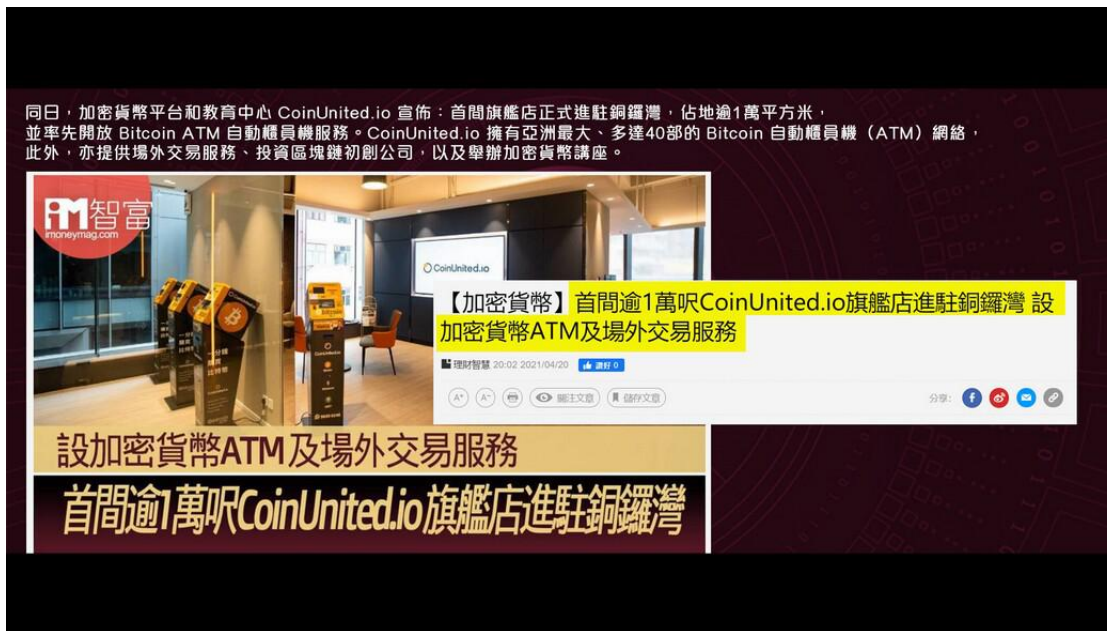 同日，加密貨幣平台和教育中心 CoinUnited.io 宣佈：首間旗艦店正式進駐銅鑼灣，佔地逾1萬平方米，
並率先開放 Bitcoin ATM 自動櫃員機服務。CoinUnited.io 擁有亞洲最大、多達40部的 Bitcoin 自動櫃員機（ATM）網絡，
此外，亦提供場外交易服務、投資區塊鏈初創公司，以及舉辦加密貨幣講座。
iM智富
imoneymag.com
CoinUnited.io
【加密貨幣】首間逾1萬呎CoinUnited.io旗艦店進駐銅鑼灣 設
加密貨幣ATM及場外交易服務
理財智慧 20:02 2021/04/20 讚好 0
A+ A- 關注文章 儲存文章 分享:
設加密貨幣ATM及場外交易服務
首間逾1萬呎CoinUnited.io旗艦店進駐銅鑼灣